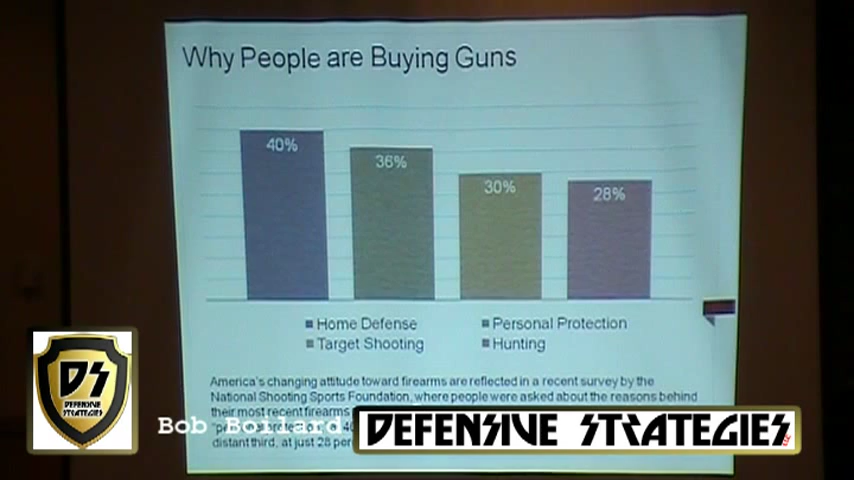 Why People are Buying Guns
40%
36%
30%
28%
Home Defense Personal Protection
Target Shooting Hunting
America's changing attitude toward firearms are reflected in a recent survey by the
National Shooting Sports Foundation, where people were asked about the reasons behind
their most recent firearms
distant third, at just 28 per
DS
DEFENSIVE
STRATEGIES
Bob Boilard
DEFENSIVE STRATEGIES